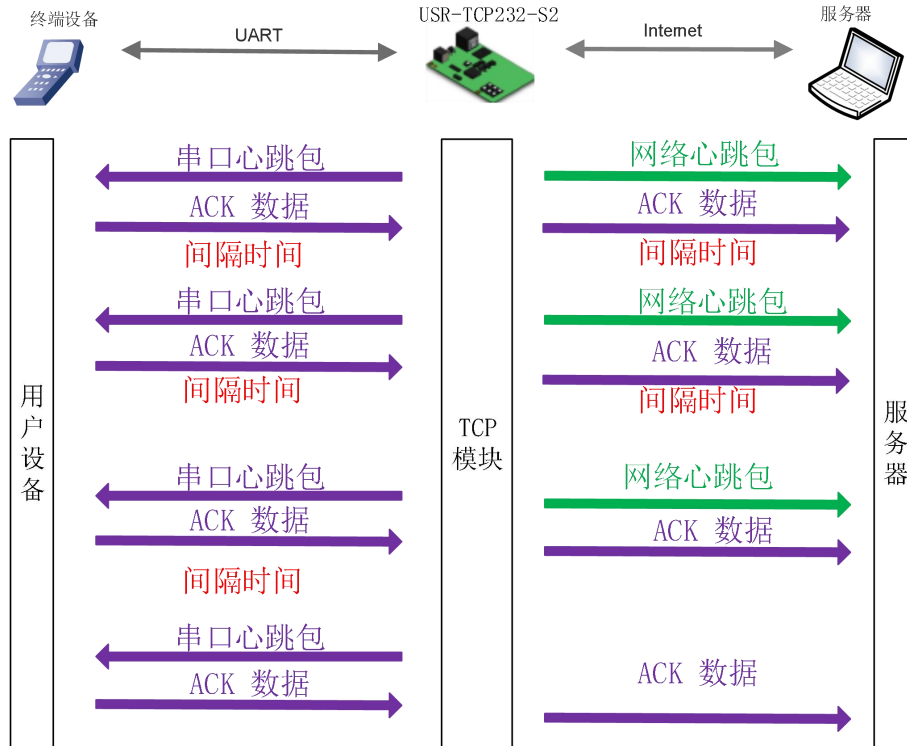 终端设备
UART
USR-TCP232-S2
Internet
服务器
串口心跳包
网络心跳包
ACK 数据
ACK 数据
间隔时间
间隔时间
串口心跳包
网络心跳包
ACK 数据
ACK 数据
间隔时间
间隔时间
用户设备
TCP
模块
服务器
串口心跳包
网络心跳包
ACK 数据
ACK 数据
间隔时间
串口心跳包
ACK 数据
ACK 数据